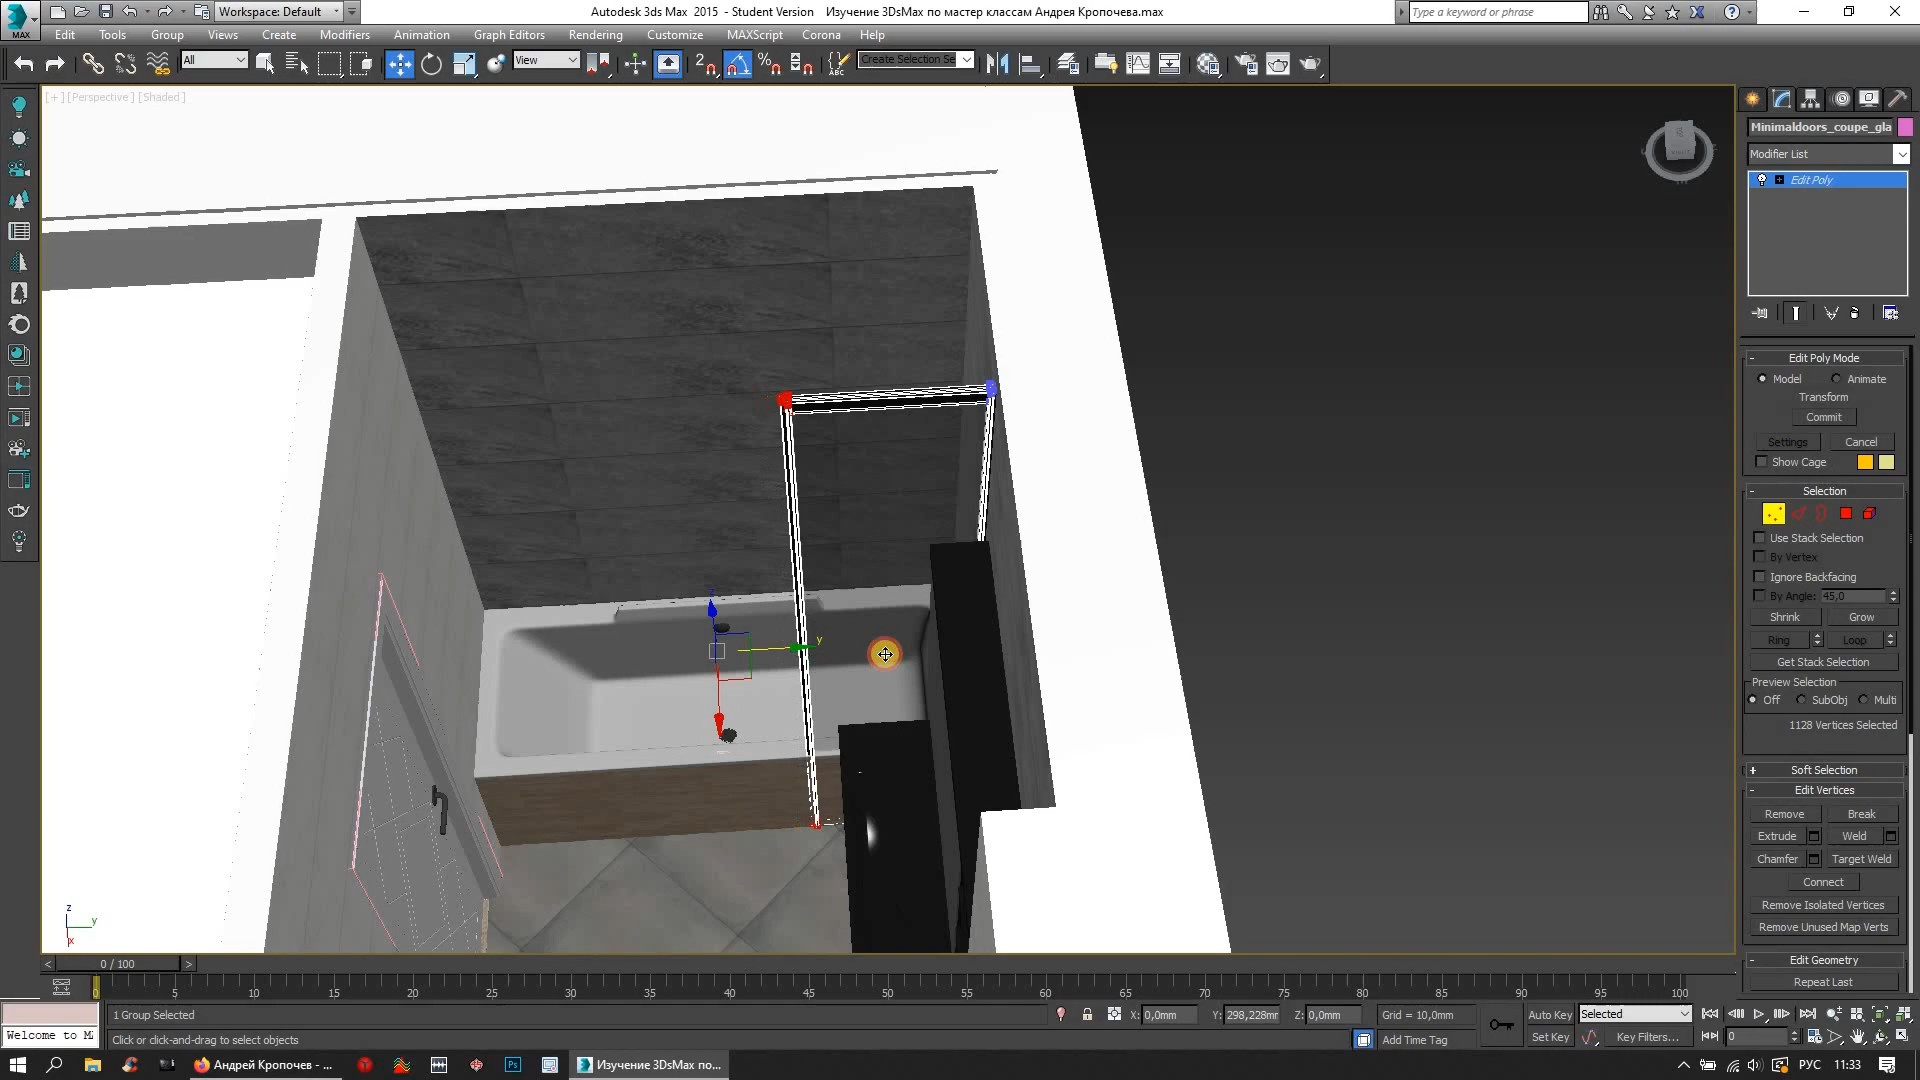 Workspace: Default
Autodesk 3ds Max 2015 - Student Version Изучение 3DsMax по мастер классам Андрея Кропочева.max
Type a keyword or phrase
MAX
Edit Tools Group Views Create Modifiers Animation Graph Editors Rendering Customize MAXScript Corona Help
All
View
Create Selection Se
[+] [Perspective] [Shaded]
Minimaldoors_coupe_gla
Modifier List
Edit Poly
Edit Poly Mode
Model Animate
Transform
Commit
Settings Cancel
Show Cage
Selection
Use Stack Selection
By Vertex
Ignore Backfacing
By Angle: 45,0
Shrink Grow
Ring Loop
Get Stack Selection
Preview Selection
Off SubObj Multi
1128 Vertices Selected
Soft Selection
Edit Vertices
Remove Break
Extrude Weld
Chamfer Target Weld
Connect
Remove Isolated Vertices
Remove Unused Map Verts
Edit Geometry
Repeat Last
z
y
x
y
0 / 100
0 5 10 15 20 25 30 35 40 45 50 55 60 65 70 75 80 85 90 95 100
1 Group Selected
X: 0,0mm Y: 298,228mm Z: 0,0mm Grid = 10,0mm
Auto Key Selected
Welcome to M
Click or click-and-drag to select objects
Add Time Tag
Set Key Key Filters... 0
Андрей Кропочев - ...
Изучение 3DsMax по...
РУС 11:33